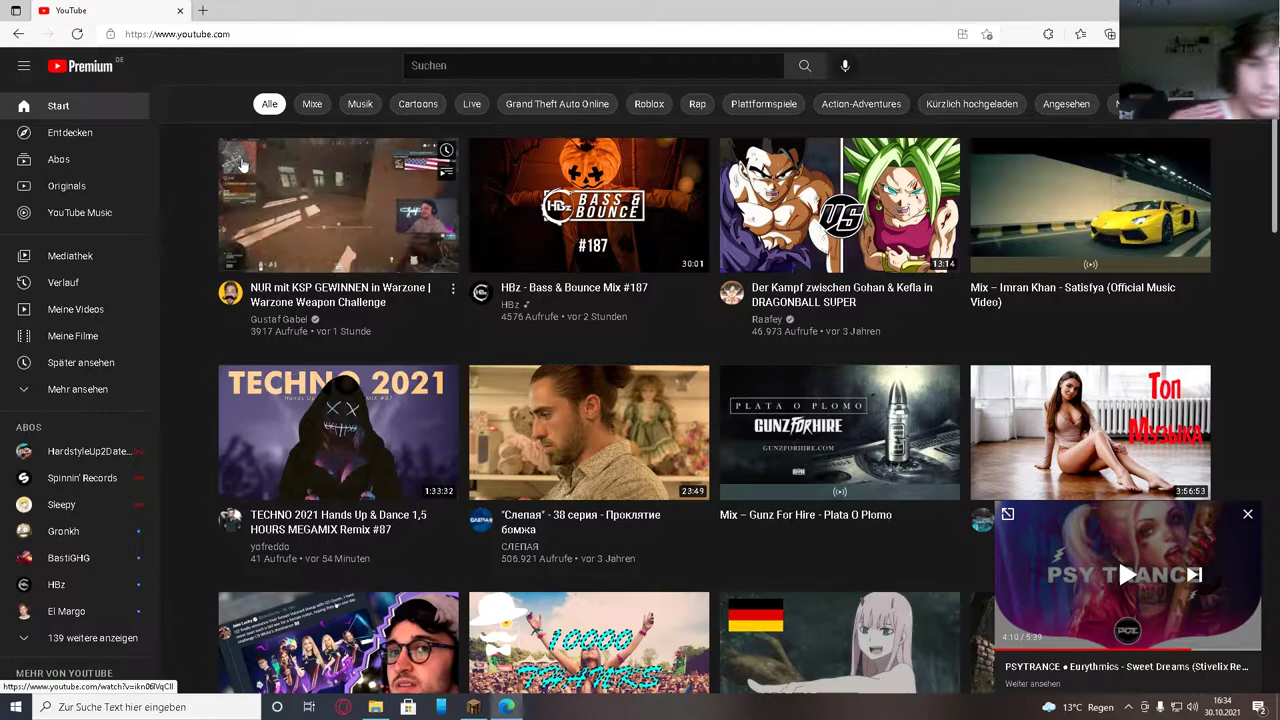 YouTube
https://www.youtube.com
Premium DE
Suchen
Alle
Mixe
Musik
Cartoons
Live
Grand Theft Auto Online
Roblox
Rap
Plattformspiele
Action-Adventures
Kürzlich hochgeladen
Angesehen
Start
Entdecken
Abos
Originals
YouTube Music
Mediathek
Verlauf
Meine Videos
Meine Filme
Später ansehen
Mehr ansehen
ABOS
HardstyleUp2Date...
Spinnin' Records
Sleepy
Gronkh
BastiGHG
HBz
El Margo
139 weitere anzeigen
MEHR VON YOUTUBE
NUR mit KSP GEWINNEN in Warzone |
Warzone Weapon Challenge
Gustaf Gabel
3917 Aufrufe • vor 1 Stunde
HBz BASS &
BOUNCE
#187
30:01
HBz - Bass & Bounce Mix #187
HBz
4576 Aufrufe • vor 2 Stunden
VS
13:14
Der Kampf zwischen Gohan & Kefla in
DRAGONBALL SUPER
Raafey
46.973 Aufrufe • vor 3 Jahren
Mix – Imran Khan - Satisfya (Official Music
Video)
TECHNO 2021
1:33:32
TECHNO 2021 Hands Up & Dance 1,5
HOURS MEGAMIX Remix #87
yofreddo
41 Aufrufe • vor 54 Minuten
23:49
"Слепая" - 38 серия - Проклятие
бомжа
СЛЕПАЯ
506.921 Aufrufe • vor 3 Jahren
PLATA O PLOMO
GUNZFORHIRE
GUNZFORHIRE.COM
Mix – Gunz For Hire - Plata O Plomo
Топ
Музыка
3:56:53
10000
THANKS
PSY TRANCE
4:10 / 5:39
PSYTRANCE ● Eurythmics - Sweet Dreams (Stivelix Re...
Weiter ansehen
https://www.youtube.com/watch?v=ikn06lVqClI
Zur Suche Text hier eingeben
13°C Regen
16:34
30.10.2021
2